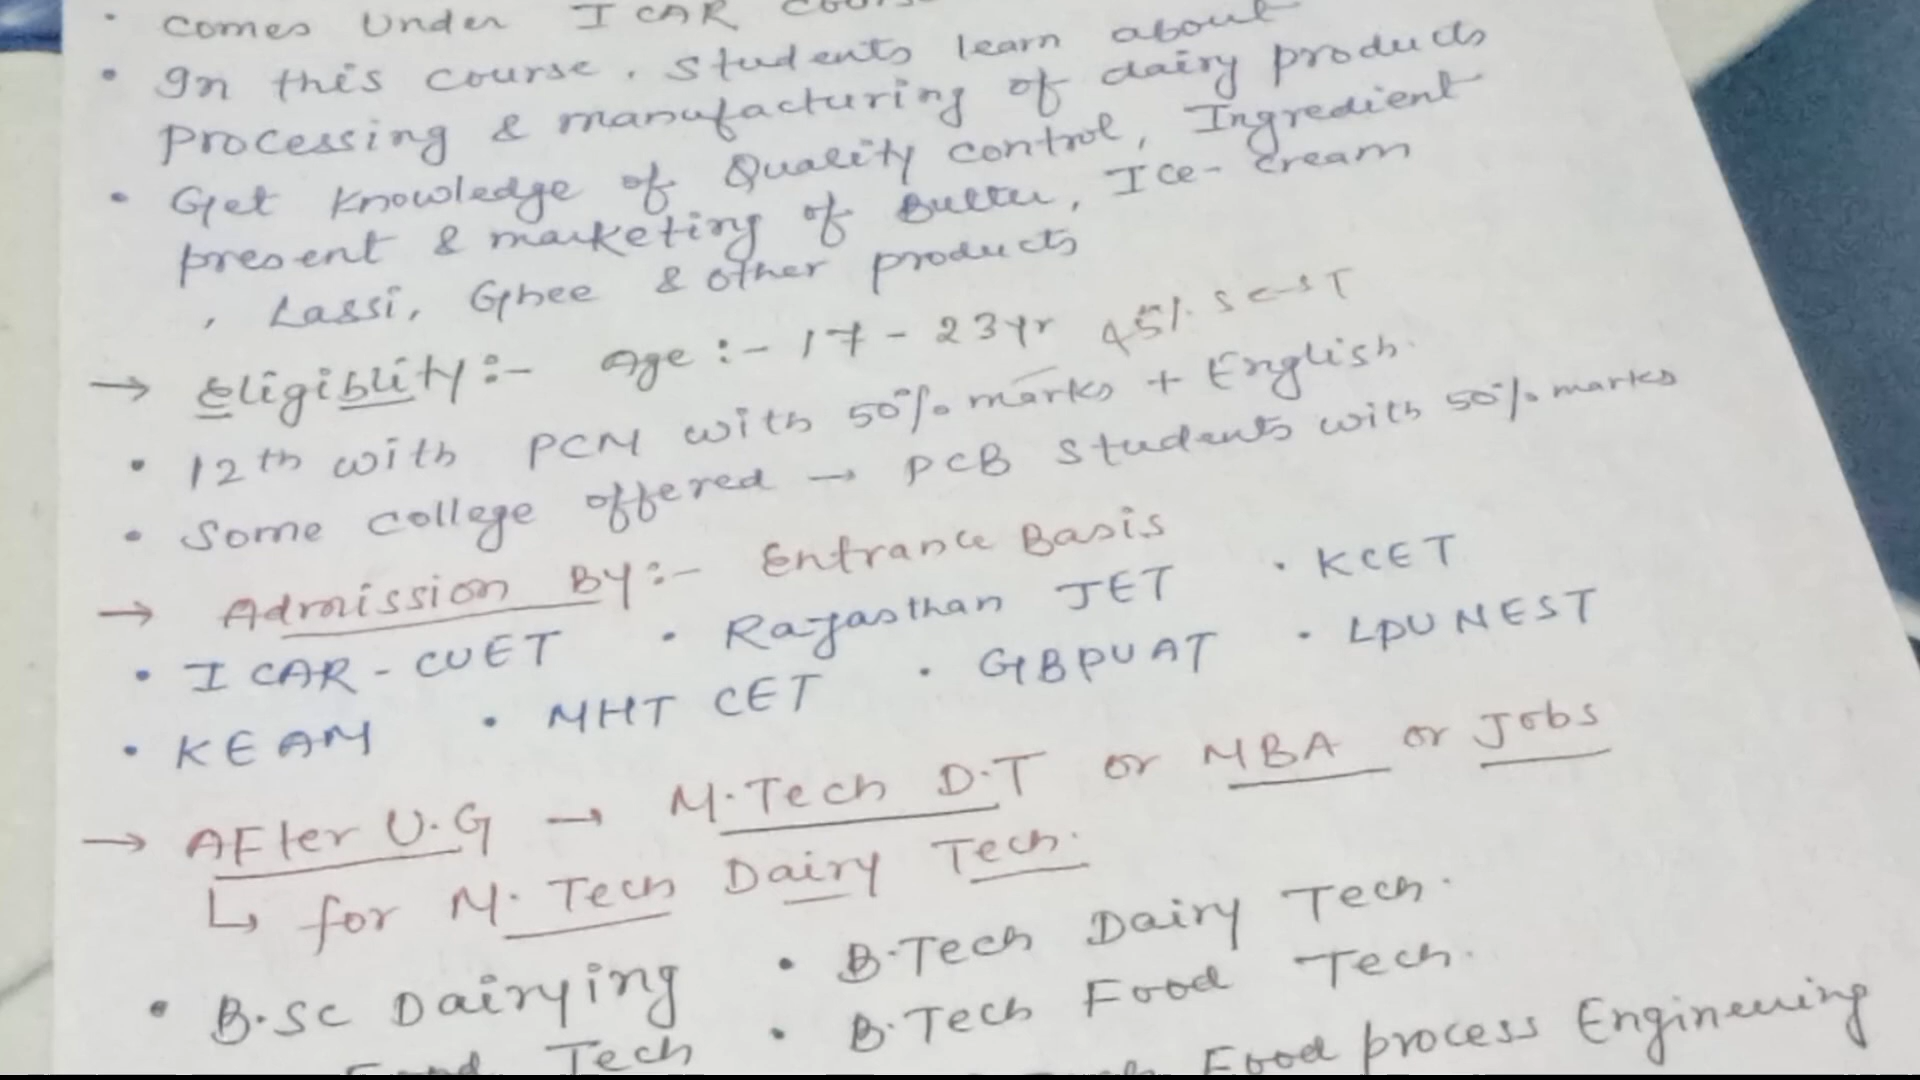 • comes Under ICAR
• In this course, students learn about
processing & manufacturing of dairy products
• Get knowledge of Quality control, Ingredient
present & marketing of Butter, Ice-cream
, Lassi, Ghee & other products
→ Eligiblity:- Age:- 17-23yr 45% SC-ST
• 12th with PCM with 50% marks + English.
• Some college offered → PCB students with 50% marks
→ Admission By:- Entrance Basis
• ICAR-CUET • Rajasthan JET • KCET
• KEAM • MHT CET • GBPUAT • LPUNEST
→ After U.G → M.Tech D.T or MBA or Jobs
↳ for M.Tech Dairy Tech.
• B.Sc Dairying • B.Tech Dairy Tech.
Food Tech • B.Tech Food Tech.
Food process Engineering